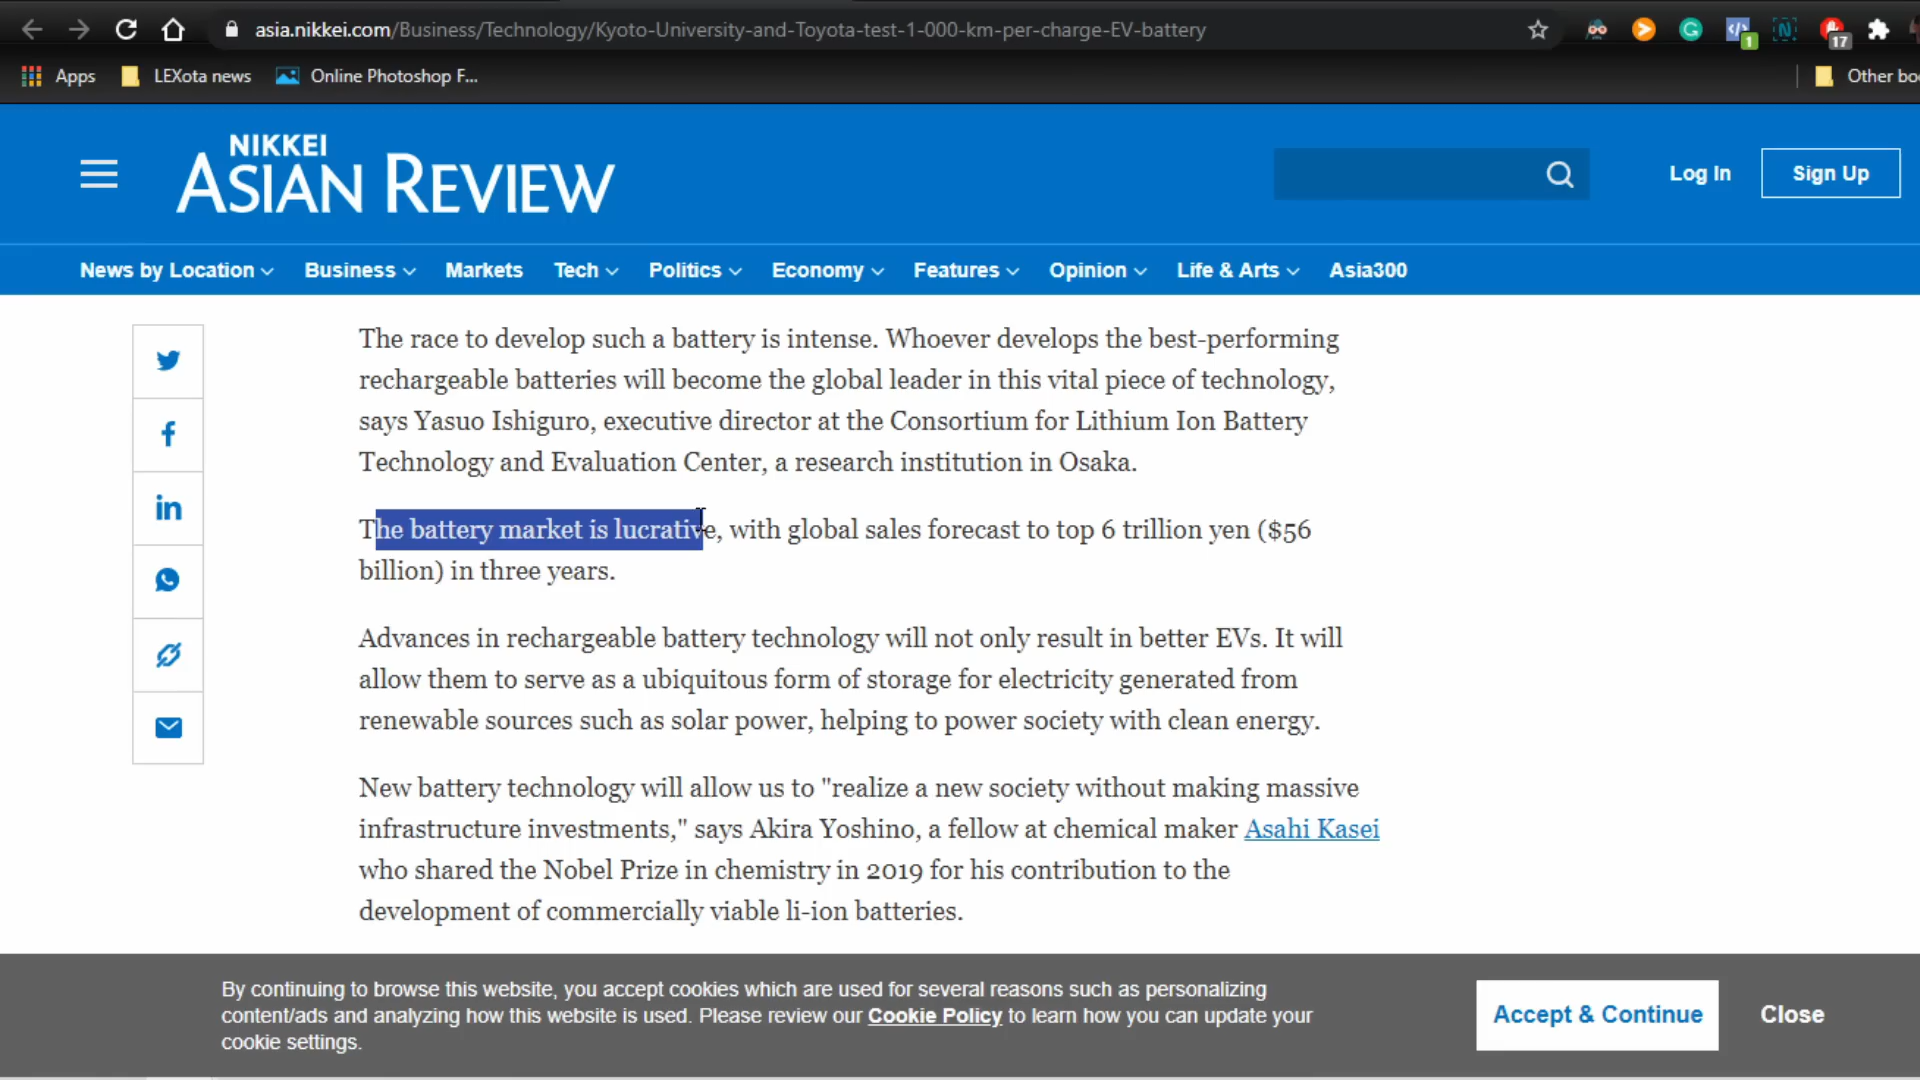 asia.nikkei.com/Business/Technology/Kyoto-University-and-Toyota-test-1-000-km-per-charge-EV-battery
1
17
Apps
LEXota news
Online Photoshop F...
Other bo
NIKKEI
ASIAN REVIEW
Log In
Sign Up
News by Location
Business
Markets
Tech
Politics
Economy
Features
Opinion
Life & Arts
Asia300
The race to develop such a battery is intense. Whoever develops the best-performing
rechargeable batteries will become the global leader in this vital piece of technology,
says Yasuo Ishiguro, executive director at the Consortium for Lithium Ion Battery
Technology and Evaluation Center, a research institution in Osaka.
The battery market is lucrative, with global sales forecast to top 6 trillion yen ($56
billion) in three years.
Advances in rechargeable battery technology will not only result in better EVs. It will
allow them to serve as a ubiquitous form of storage for electricity generated from
renewable sources such as solar power, helping to power society with clean energy.
New battery technology will allow us to "realize a new society without making massive
infrastructure investments," says Akira Yoshino, a fellow at chemical maker Asahi Kasei
who shared the Nobel Prize in chemistry in 2019 for his contribution to the
development of commercially viable li-ion batteries.
By continuing to browse this website, you accept cookies which are used for several reasons such as personalizing
content/ads and analyzing how this website is used. Please review our Cookie Policy to learn how you can update your
cookie settings.
Accept & Continue
Close